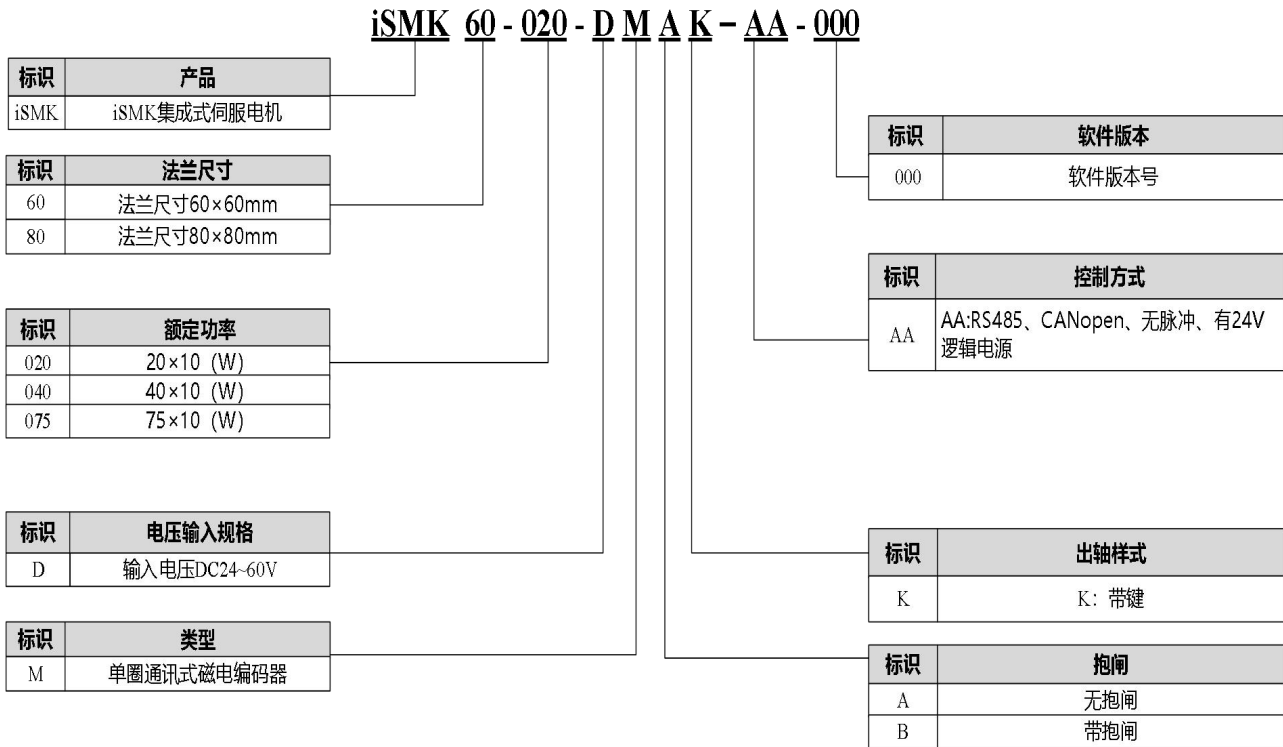 iSMK 60 - 020 - D M A K - AA - 000
标识 产品
iSMK iSMK集成式伺服电机
标识 法兰尺寸
60 法兰尺寸60×60mm
80 法兰尺寸80×80mm
标识 额定功率
020 20×10（W）
040 40×10（W）
075 75×10（W）
标识 电压输入规格
D 输入电压DC24~60V
标识 类型
M 单圈通讯式磁电编码器
标识 软件版本
000 软件版本号
标识 控制方式
AA AA:RS485、CANopen、无脉冲、有24V
逻辑电源
标识 出轴样式
K K：带键
标识 抱闸
A 无抱闸
B 带抱闸